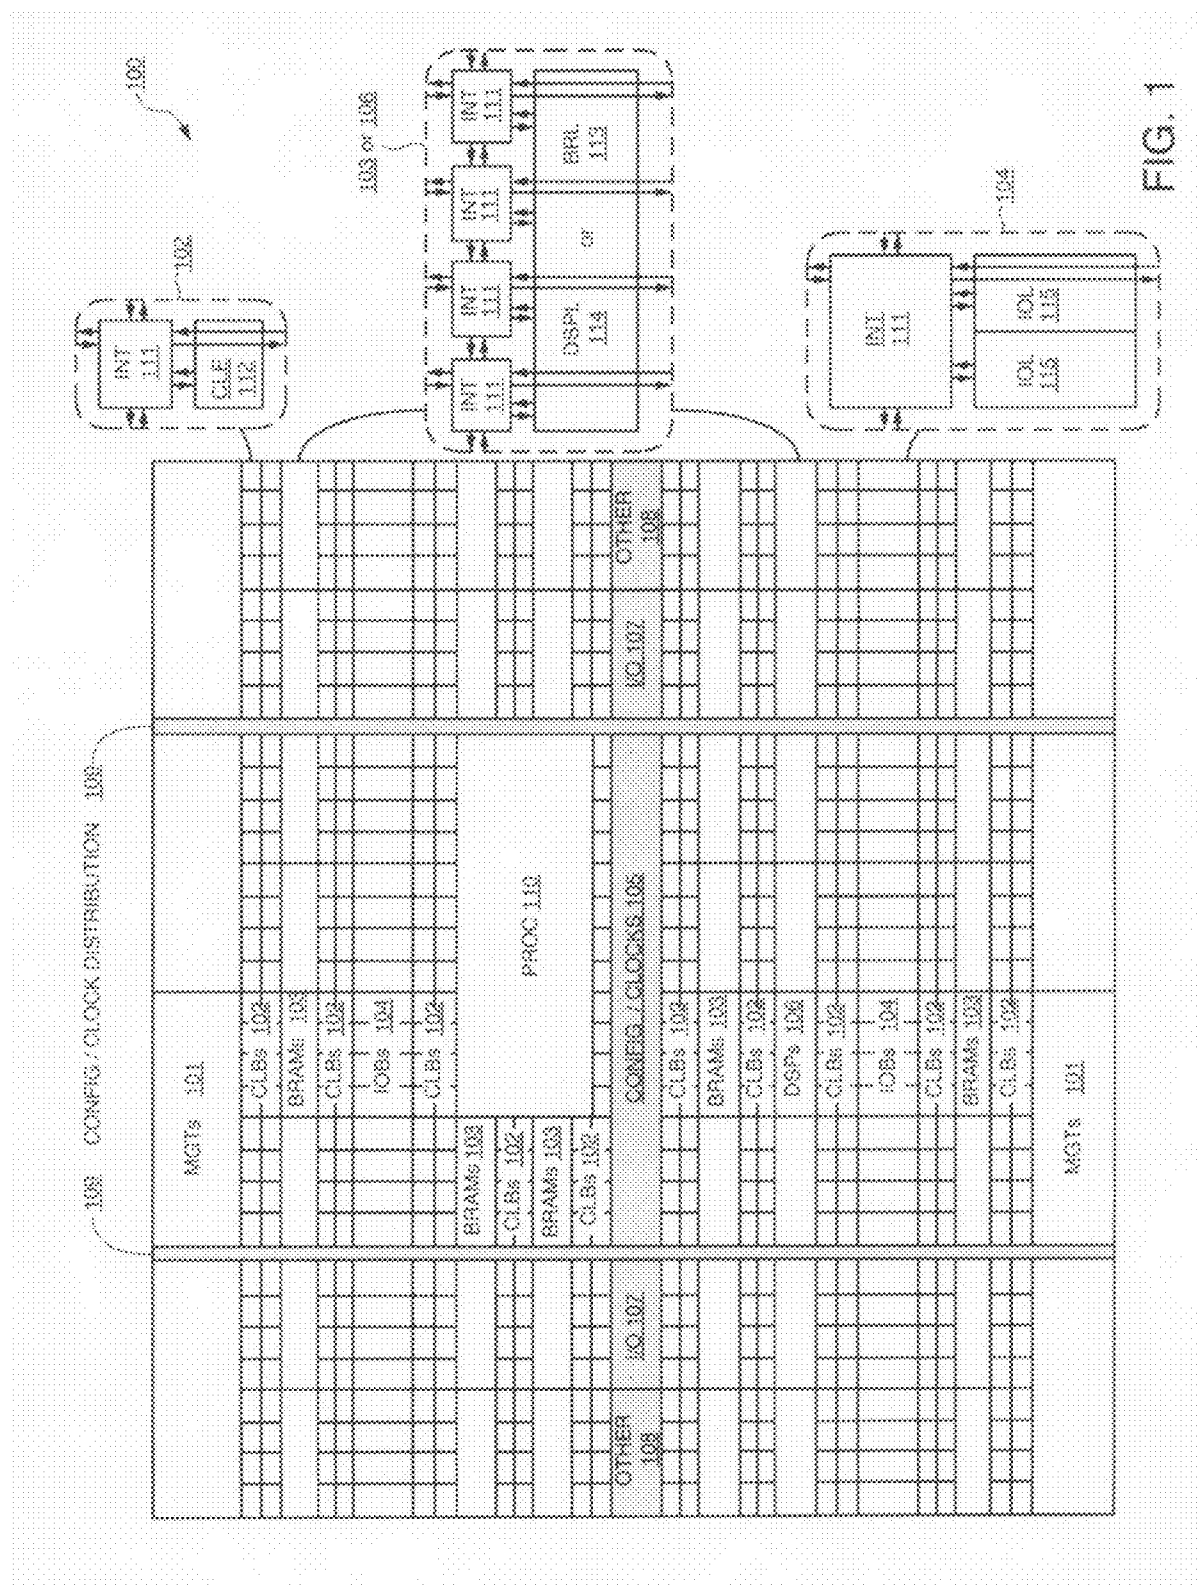 100
102
INT
111
CLE
112
103 or 106
INT
111
INT
111
INT
111
INT
111
DSPL
114
or
BRL
113
104
INT
111
IOL
115
IOL
115
109
CONFIG / CLOCK DISTRIBUTION
109
MGTs 101
CLBs 102
BRAMs 103
CLBs 102
IOBs 104
CLBs 102
BRAMs 103
CLBs 102
BRAMs 103
CLBs 102
PROC 110
OTHER
108
I/O 107
CONFIG / CLOCKS 105
I/O 107
OTHER
108
CLBs 102
BRAMs 103
CLBs 102
DSPs 106
CLBs 102
IOBs 104
CLBs 102
BRAMs 103
CLBs 102
MGTs 101
FIG. 1